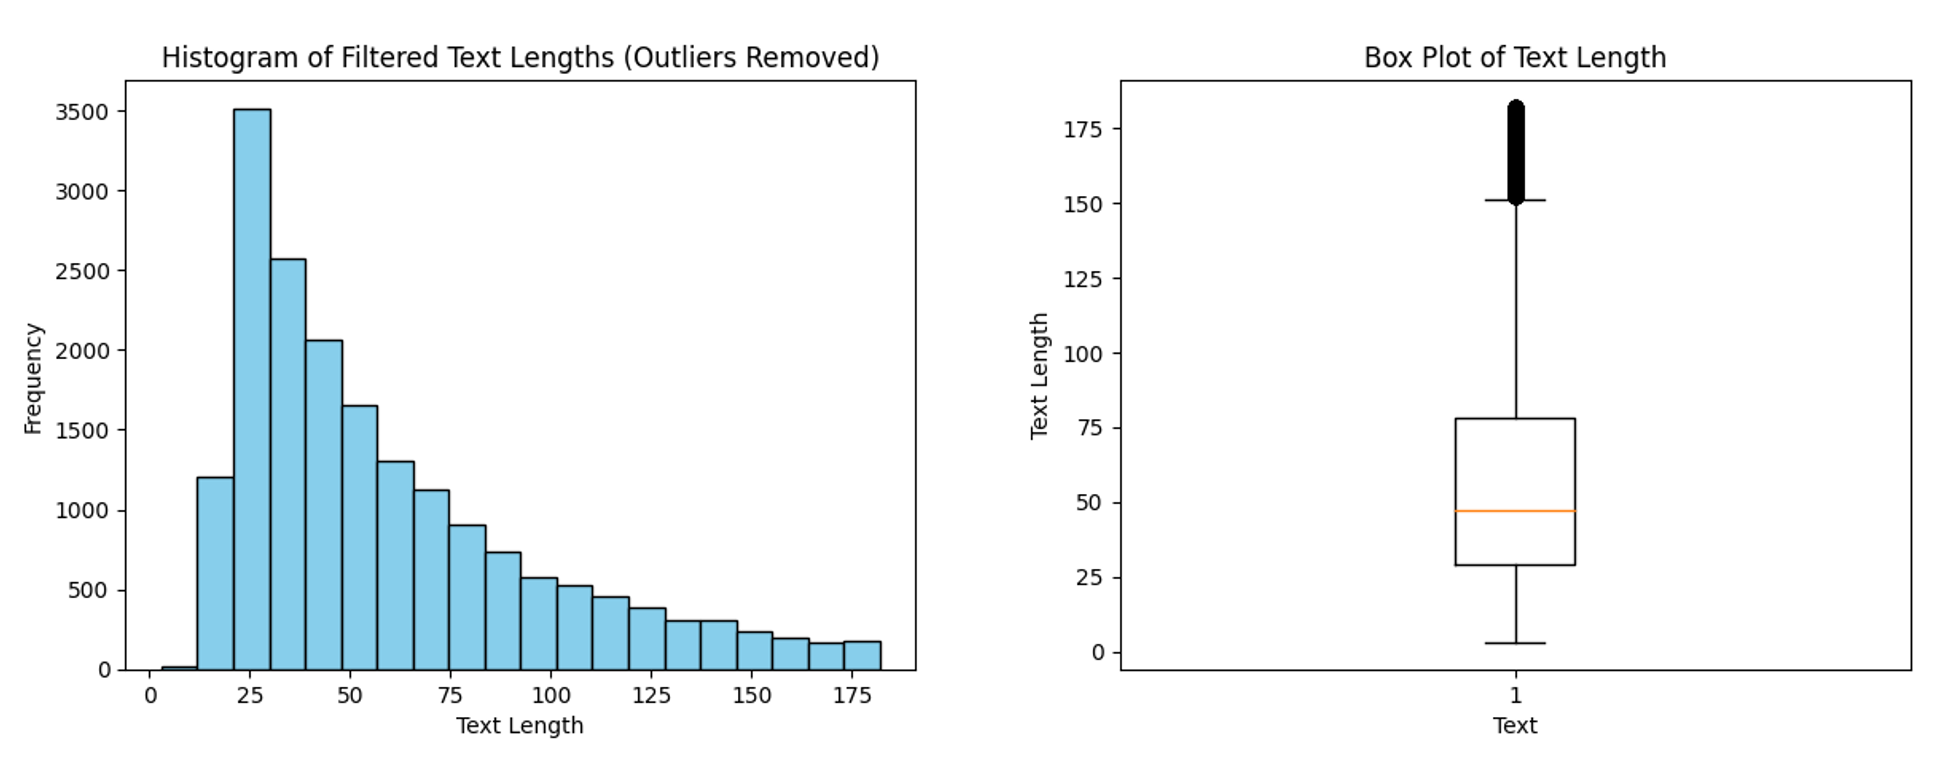 Histogram of Filtered Text Lengths (Outliers Removed)
3500
3000
2500
2000
1500
1000
500
0
Frequency
0 25 50 75 100 125 150 175
Text Length
Box Plot of Text Length
175
150
125
100
75
50
25
0
Text Length
1
Text